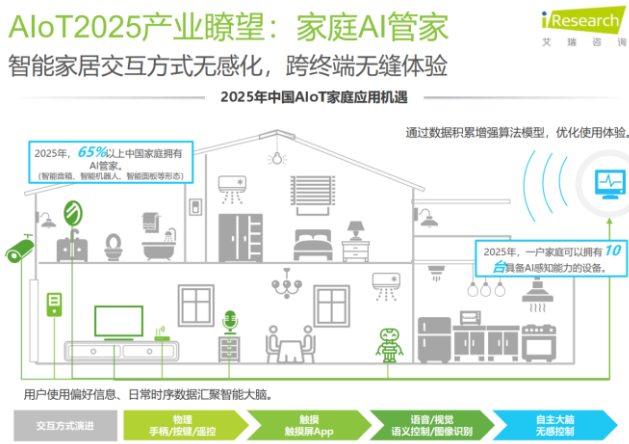 AIoT2025产业瞭望：家庭AI管家
iResearch
艾瑞咨询
智能家居交互方式无感化，跨终端无缝体验
2025年中国AIoT家庭应用机遇
通过数据积累增强算法模型，优化使用体验。
2025年，65%以上中国家庭拥有
AI管家。
（智能音箱、智能机器人、智能面板等形态）
2025年，一户家庭可以拥有10
台具备AI感知能力的设备。
用户使用偏好信息、日常时序数据汇聚智能大脑。
交互方式演进
物理
手柄/按键/遥控
触摸
触摸屏App
语音/视觉
语义控制/图像识别
自主大脑
无感控制